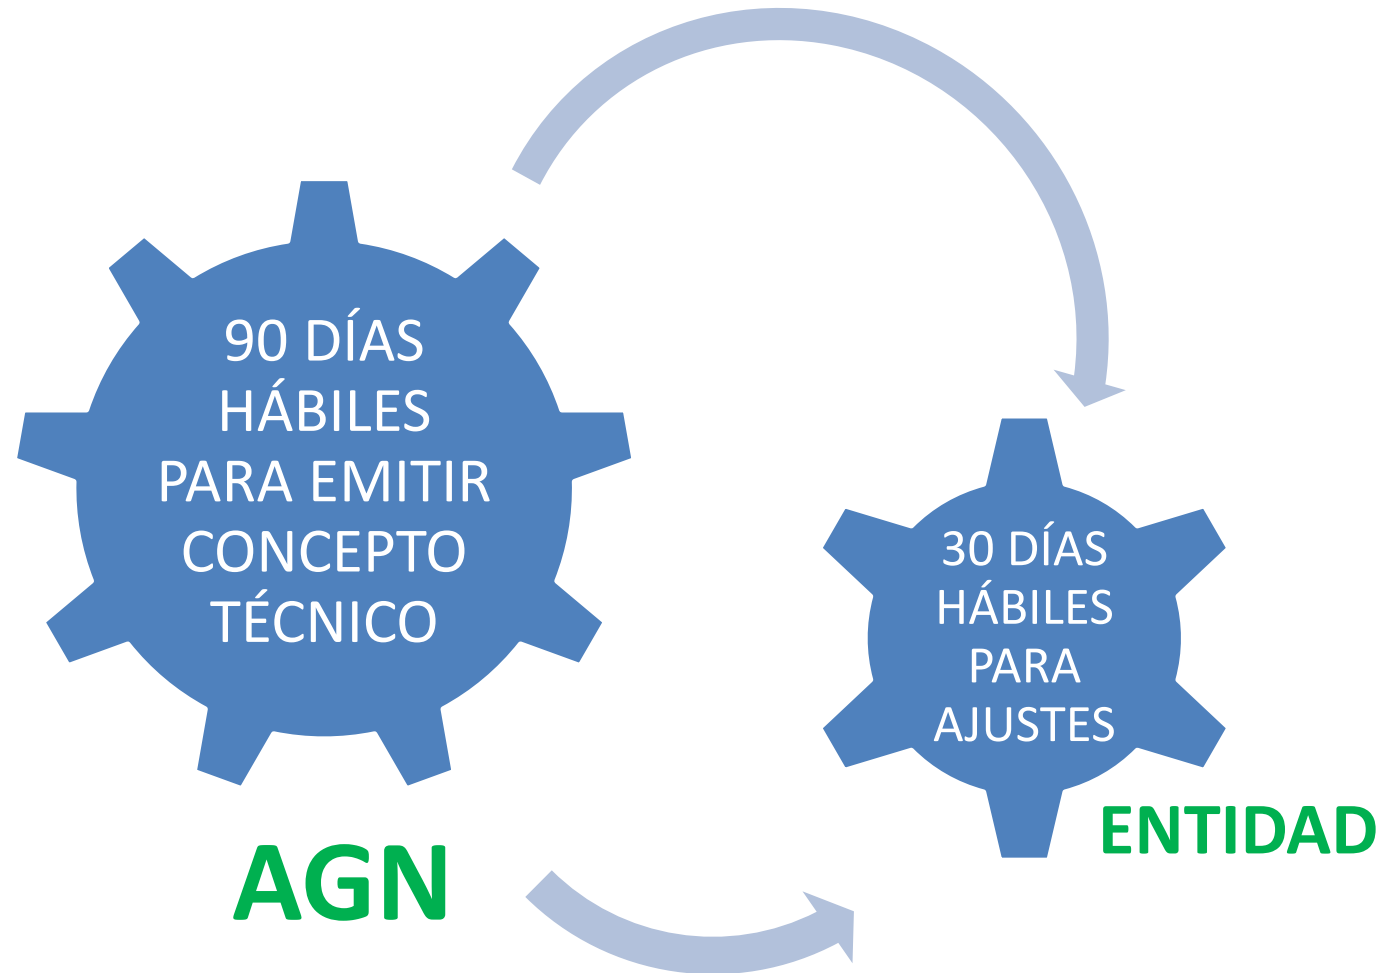 90 DÍAS
HÁBILES
PARA EMITIR
CONCEPTO
TÉCNICO
AGN
30 DÍAS
HÁBILES
PARA
AJUSTES
ENTIDAD